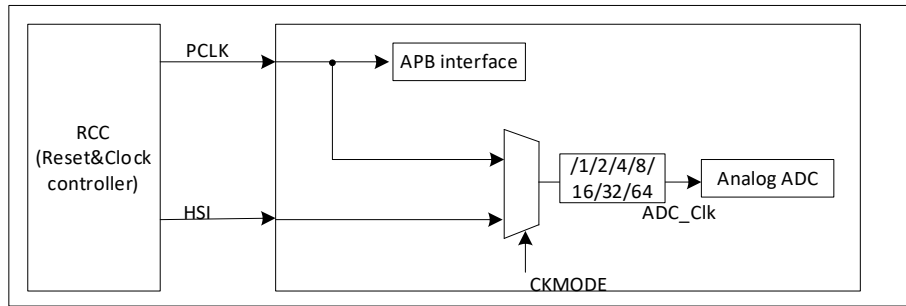 PCLK
APB interface
RCC
(Reset&Clock
controller)
/1/2/4/8/
16/32/64
Analog ADC
HSI
ADC_Clk
CKMODE